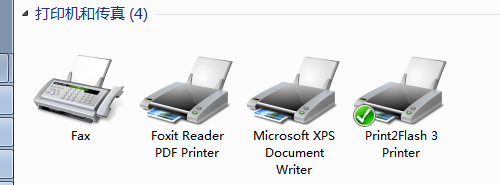 打印机和传真 (4)
Fax
Foxit Reader
PDF Printer
Microsoft XPS
Document
Writer
Print2Flash 3
Printer